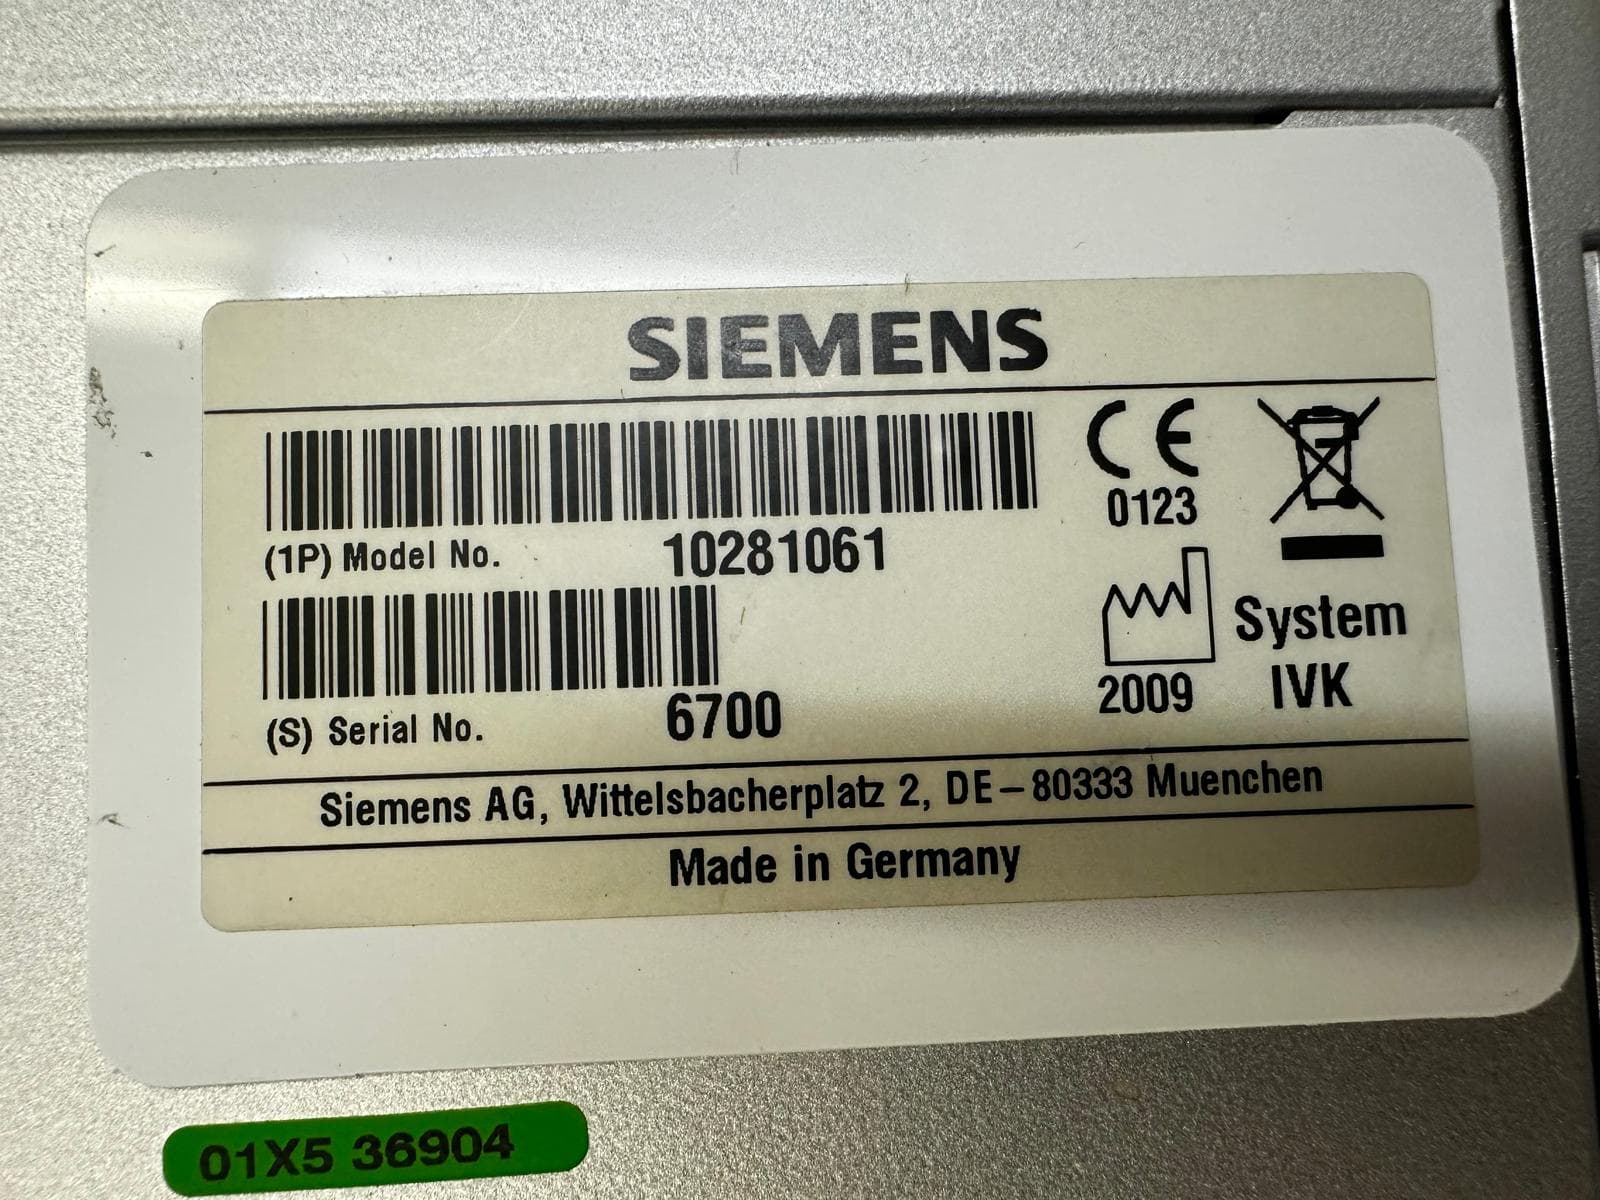 SIEMENS
(1P) Model No. 10281061
CE
0123
(S) Serial No. 6700
2009
System
IVK
Siemens AG, Wittelsbacherplatz 2, DE-80333 Muenchen
Made in Germany
01X5 36904